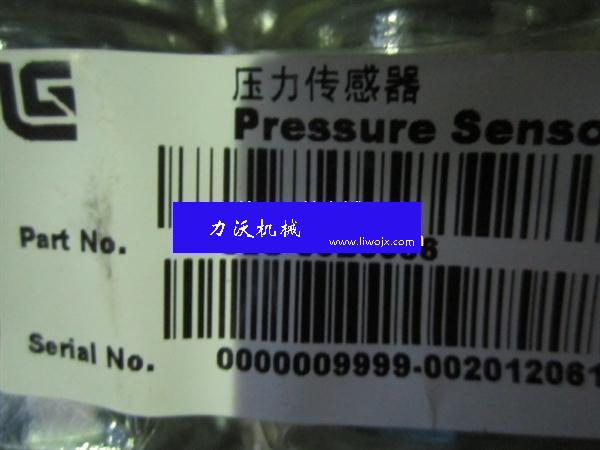 LG
压力传感器
Pressure Senso
力沃机械
www.liwojx.com
Part No.
Serial No.
0000009999-002012061